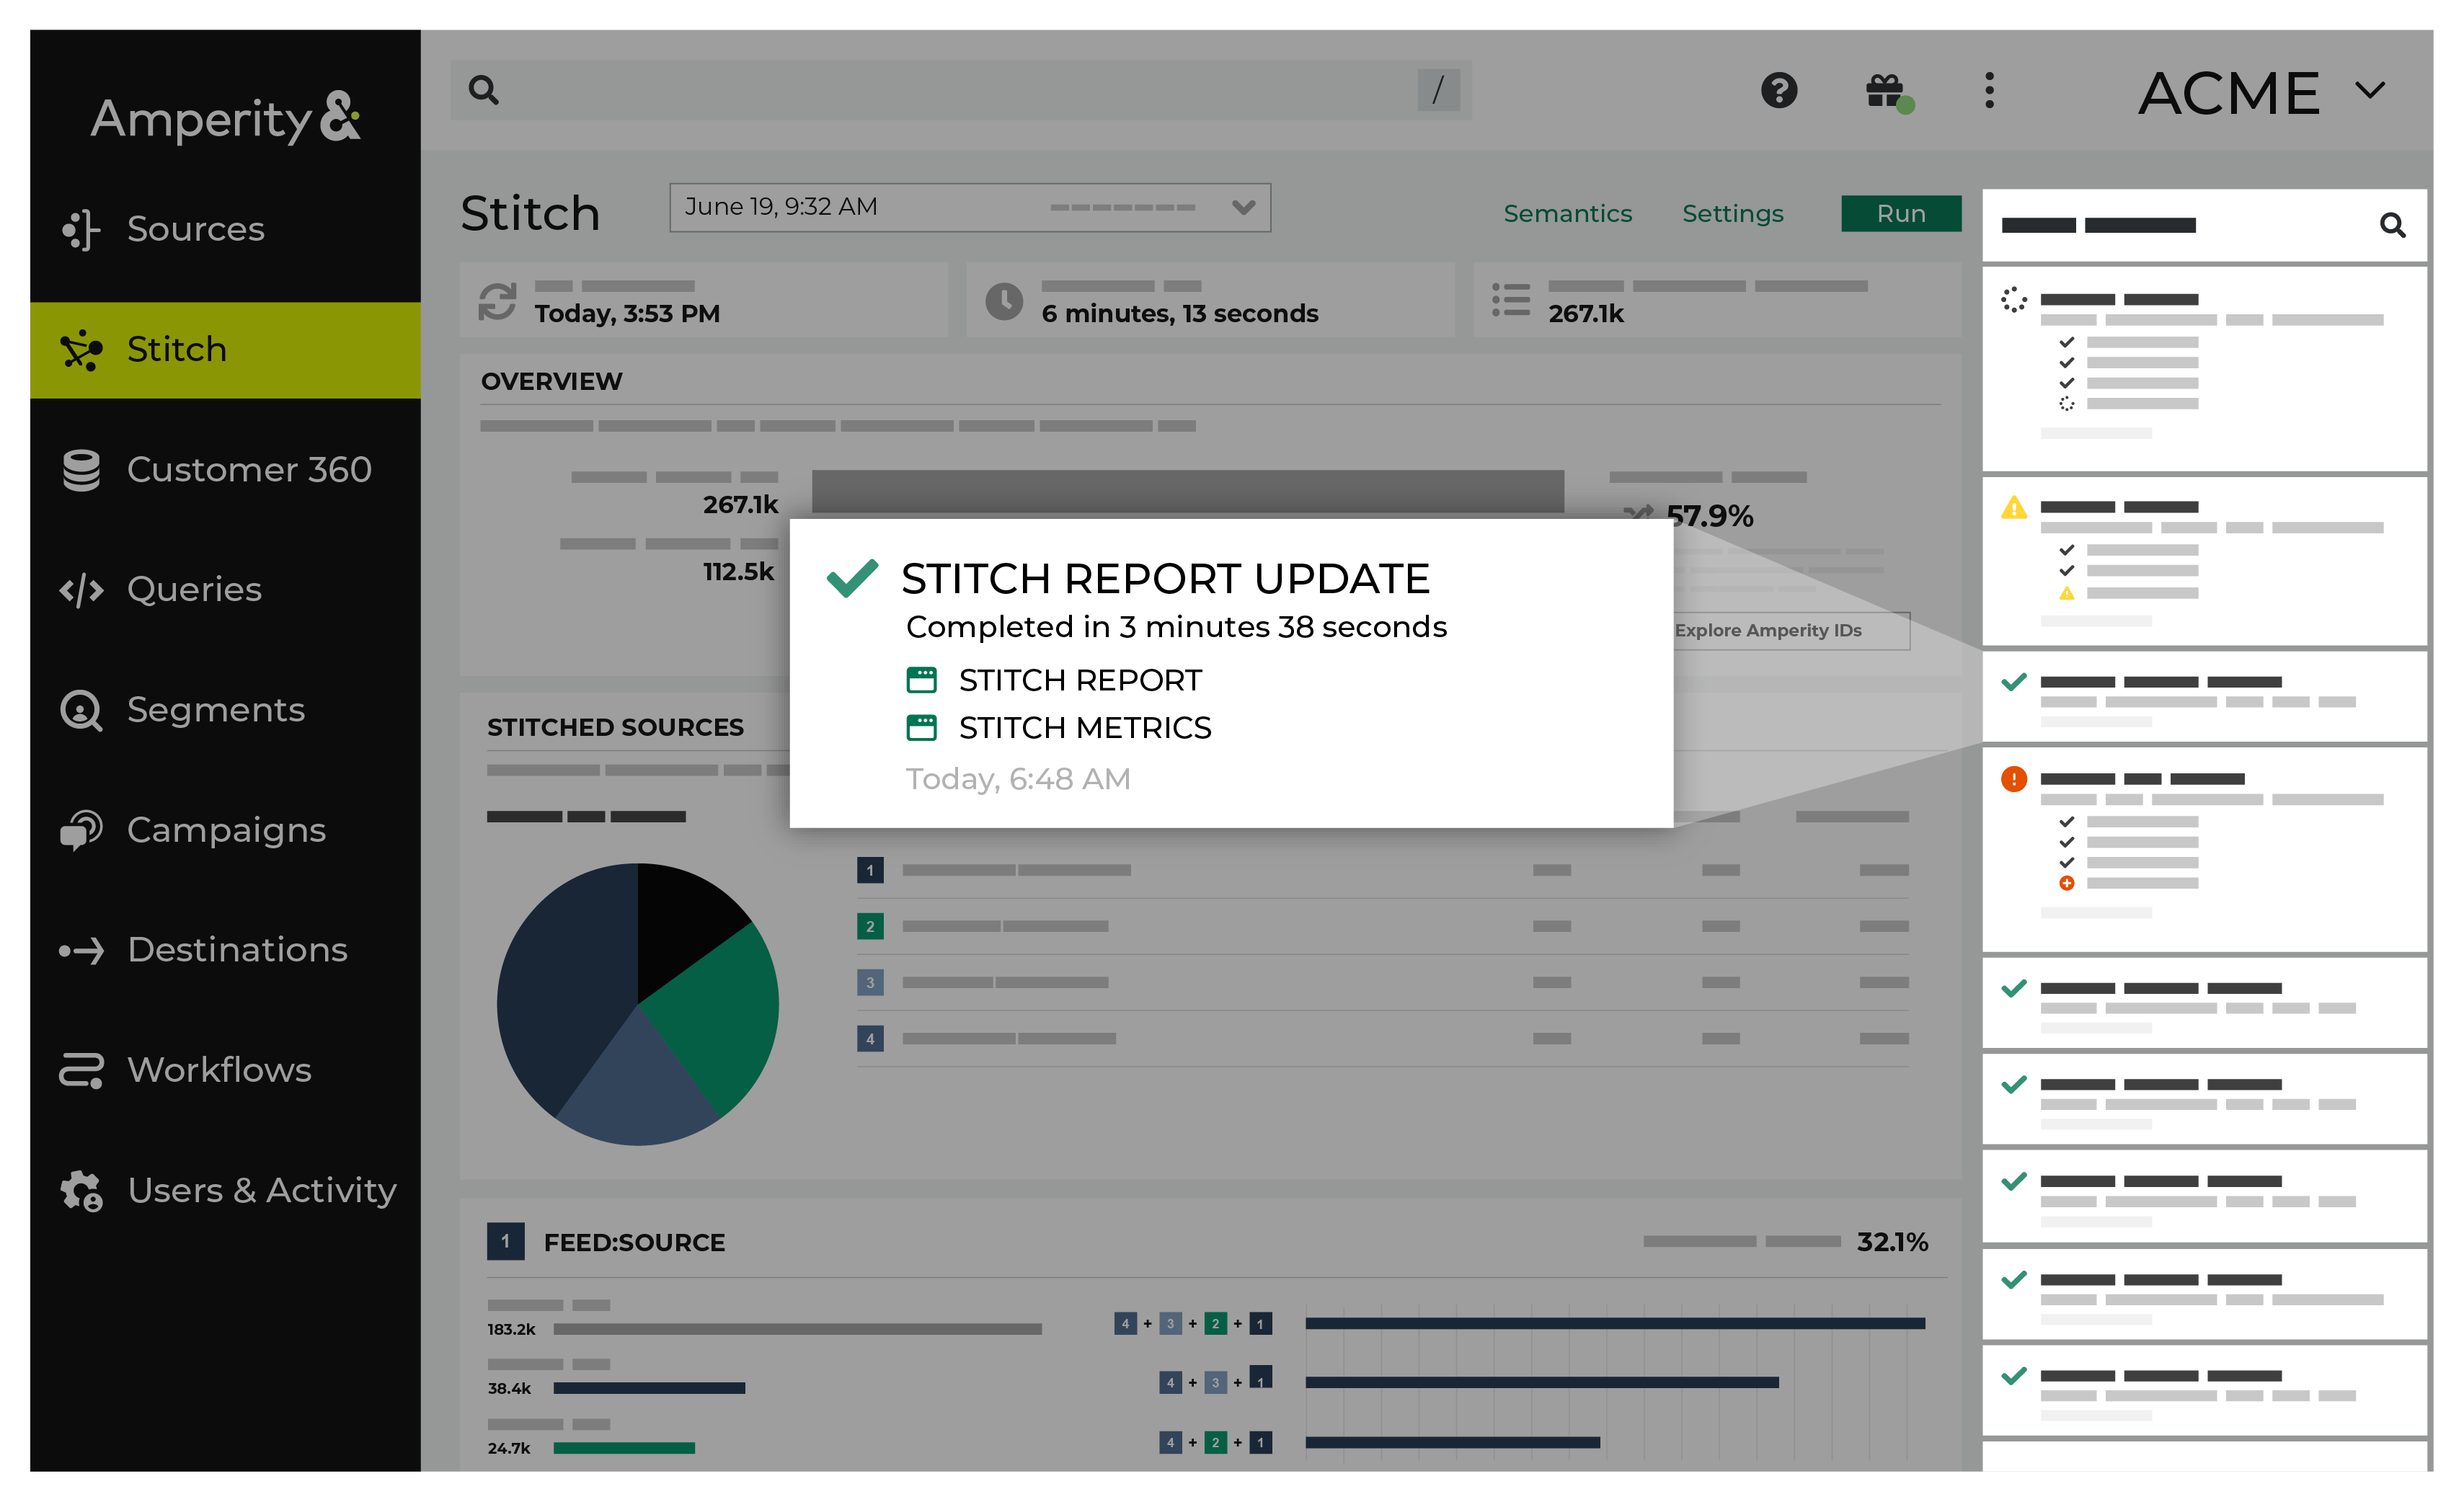 Amperity
/
ACME
Sources
Stitch
Customer 360
Queries
Segments
Campaigns
Destinations
Workflows
Users & Activity
Stitch
June 19, 9:32 AM
Semantics
Settings
Run
Today, 3:53 PM
6 minutes, 13 seconds
267.1k
OVERVIEW
267.1k
112.5k
57.9%
Explore Amperity IDs
STITCH REPORT UPDATE
Completed in 3 minutes 38 seconds
STITCH REPORT
STITCH METRICS
Today, 6:48 AM
STITCHED SOURCES
1
2
3
4
1 FEED:SOURCE
32.1%
183.2k
38.4k
24.7k
4 + 3 + 2 + 1
4 + 3 + 1
4 + 2 + 1